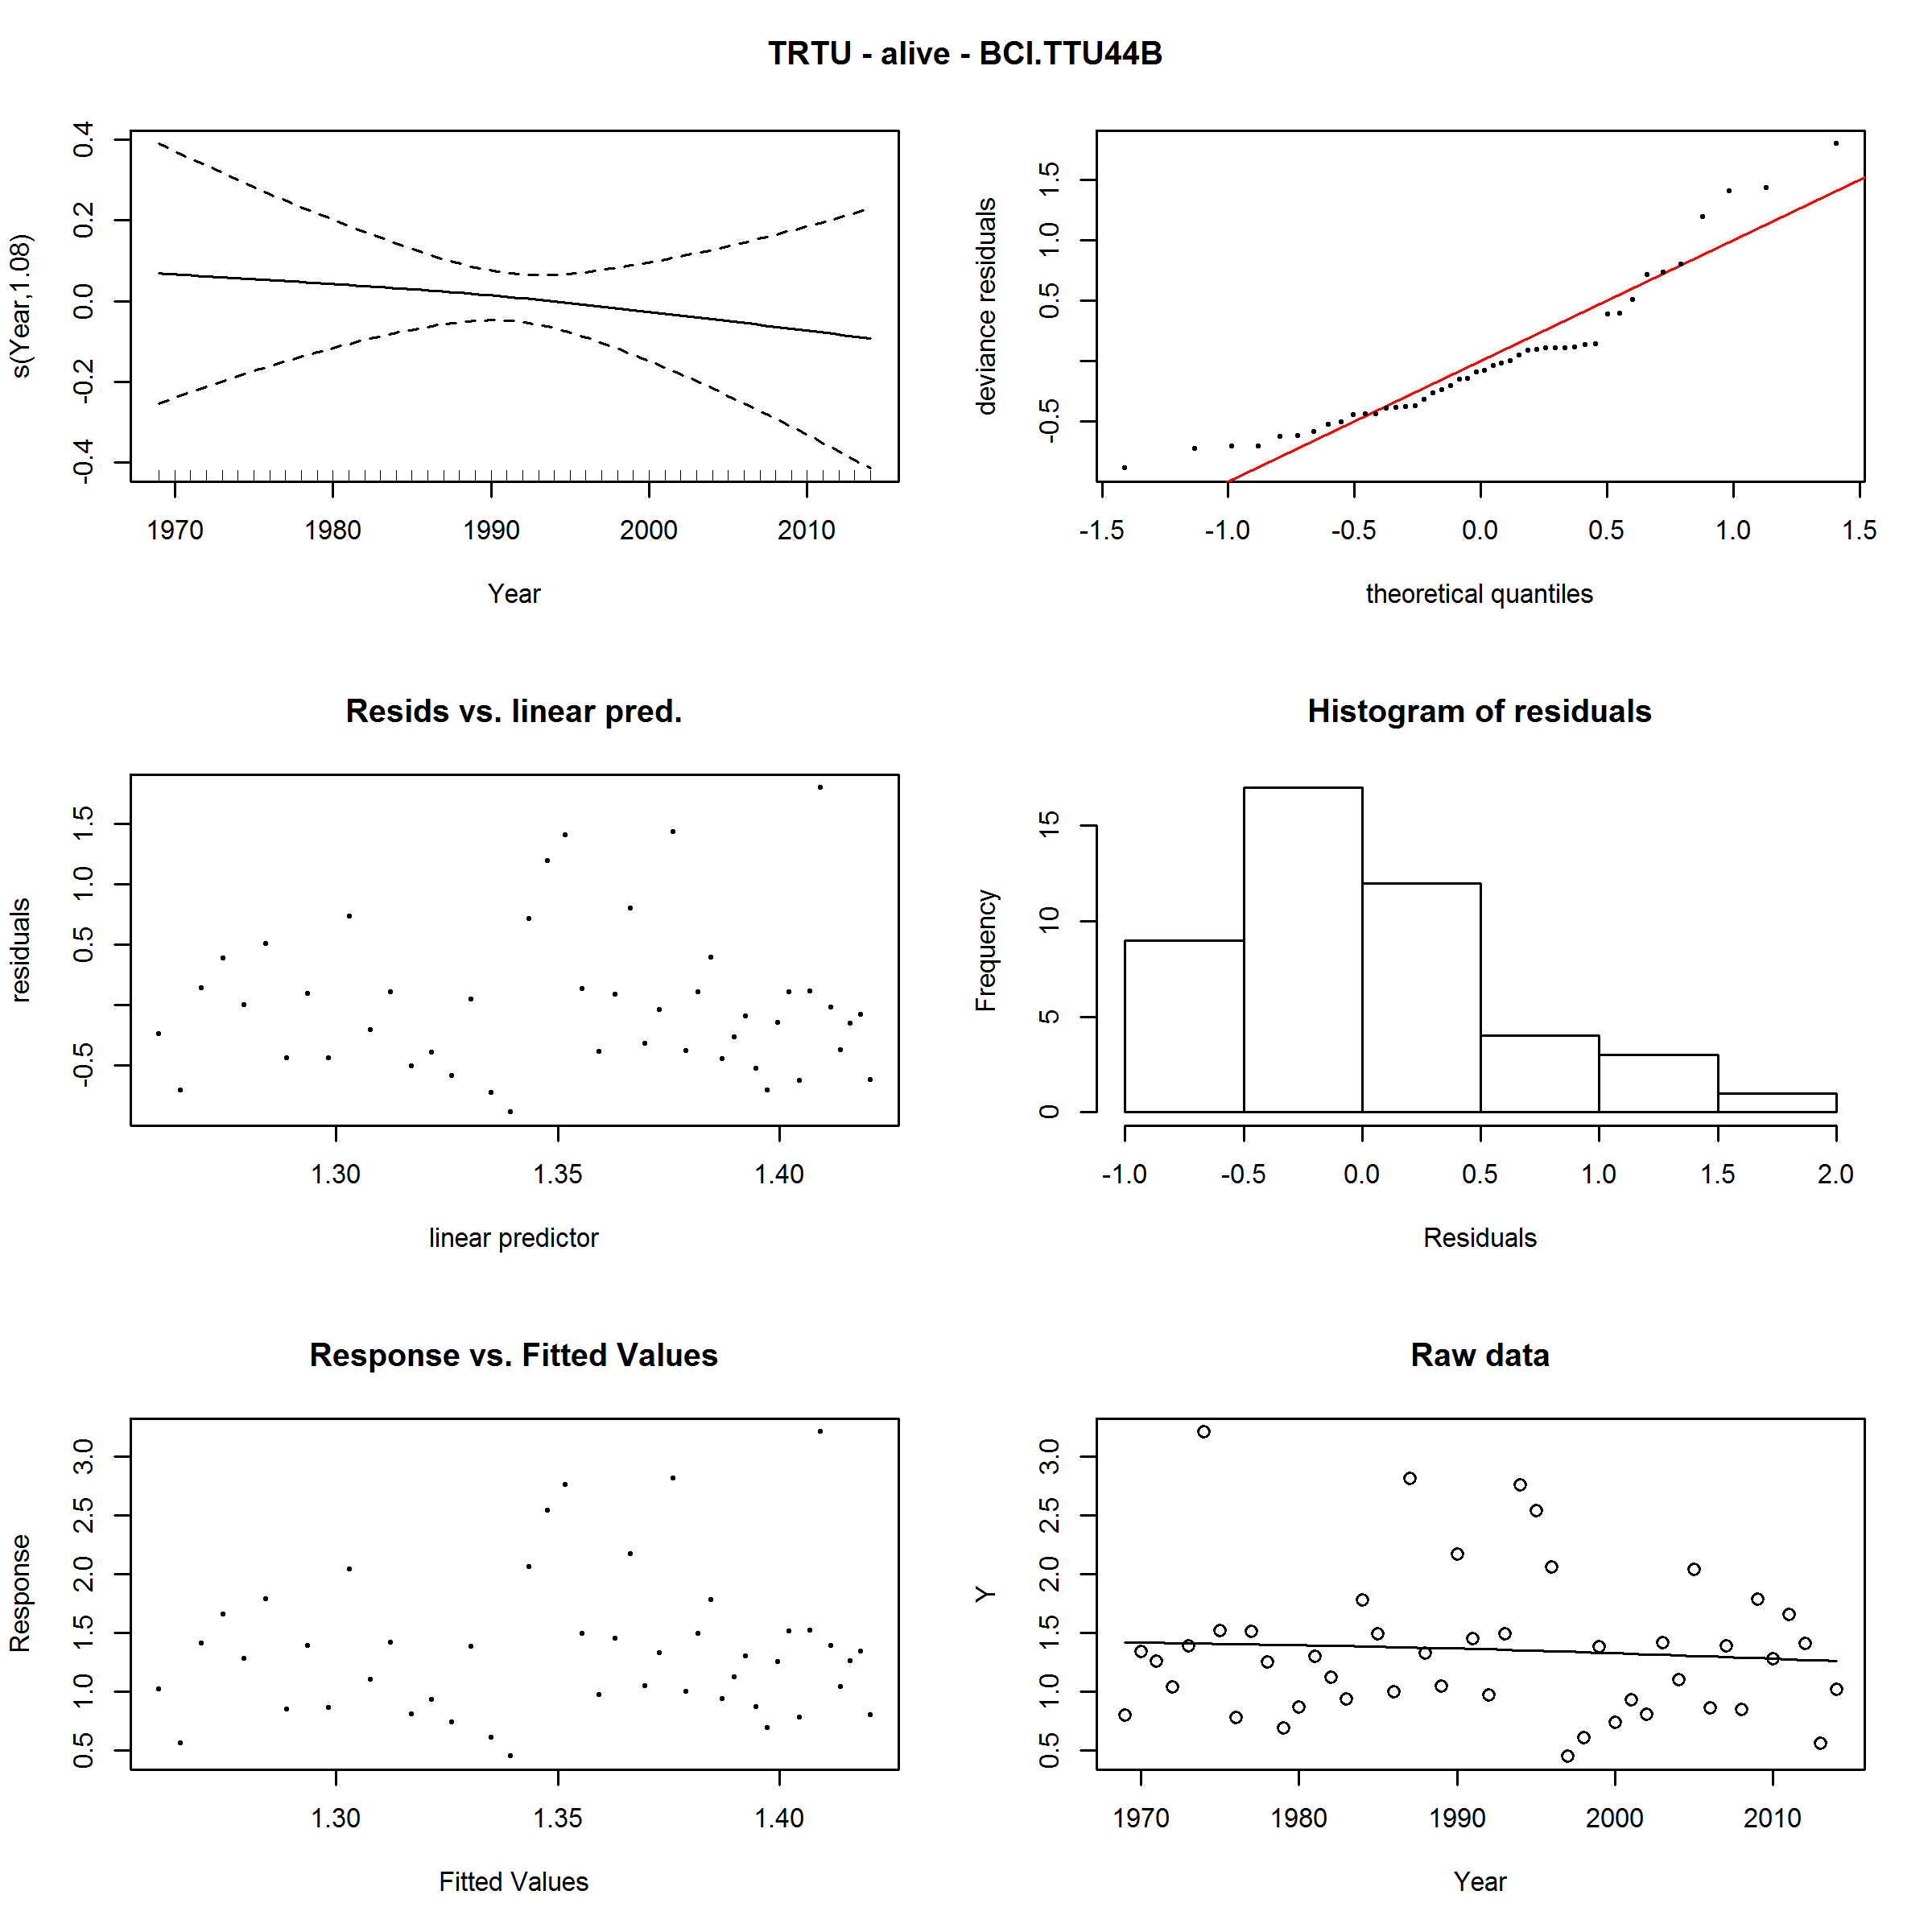 TRTU - alive - BCI.TTU44B
s(Year,1.08)
0.4
0.2
0.0
-0.2
-0.4
1970 1980 1990 2000 2010
Year
deviance residuals
1.5
1.0
0.5
-0.5
-1.5 -1.0 -0.5 0.0 0.5 1.0 1.5
theoretical quantiles
Resids vs. linear pred.
residuals
1.5
1.0
0.5
-0.5
1.30 1.35 1.40
linear predictor
Histogram of residuals
Frequency
15
10
5
0
-1.0 -0.5 0.0 0.5 1.0 1.5 2.0
Residuals
Response vs. Fitted Values
Response
3.0
2.5
2.0
1.5
1.0
0.5
1.30 1.35 1.40
Fitted Values
Raw data
Y
3.0
2.5
2.0
1.5
1.0
0.5
1970 1980 1990 2000 2010
Year